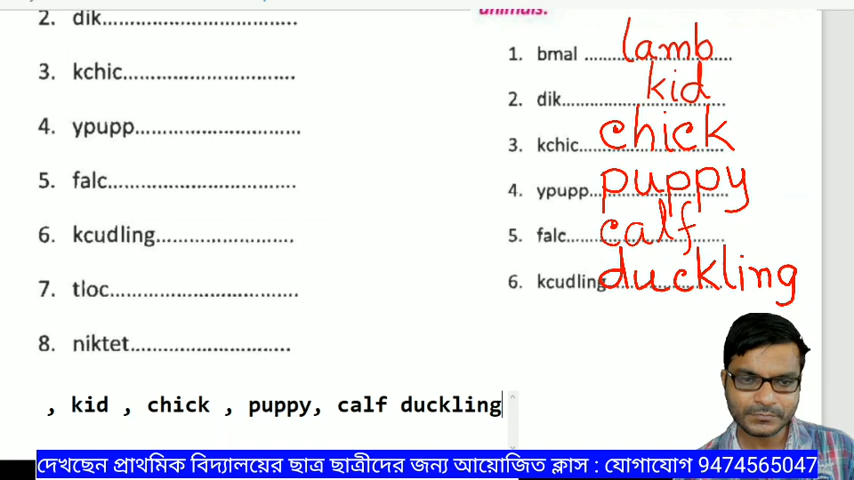 2. dik...................................
3. kchic...............................
4. ypupp..............................
5. falc..................................
6. kcudling.........................
7. tloc..................................
8. niktet.............................
animals.
1. bmal ........................... lamb
2. dik............................... kid
3. kchic........................... chick
4. ypupp......................... puppy
5. falc............................. calf
6. kcudling..................... duckling
, kid , chick , puppy, calf duckling
দেখছেন প্রাথমিক বিদ্যালয়ের ছাত্র ছাত্রীদের জন্য আয়োজিত ক্লাস : যোগাযোগ 9474565047